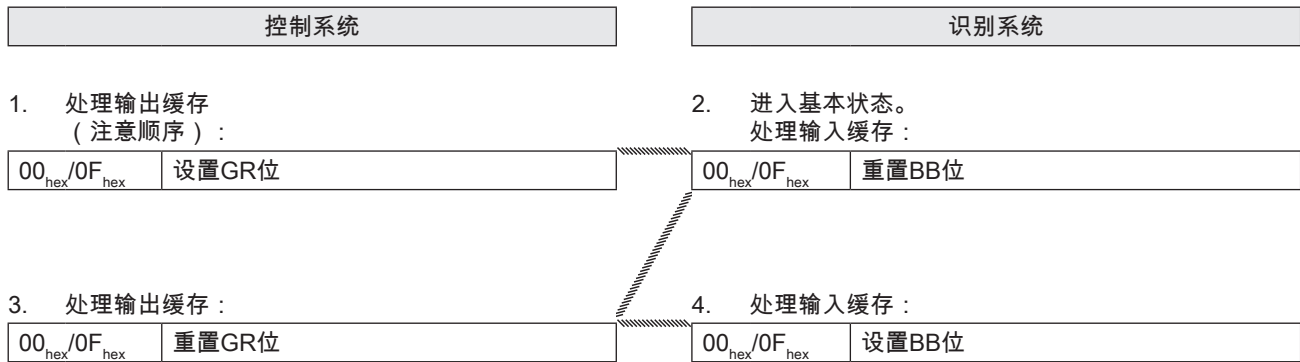 控制系统
识别系统
1. 处理输出缓存
（注意顺序）:
2. 进入基本状态。
处理输入缓存:
00hex/0Fhex 设置GR位
00hex/0Fhex 重置BB位
3. 处理输出缓存:
4. 处理输入缓存:
00hex/0Fhex 重置GR位
00hex/0Fhex 设置BB位